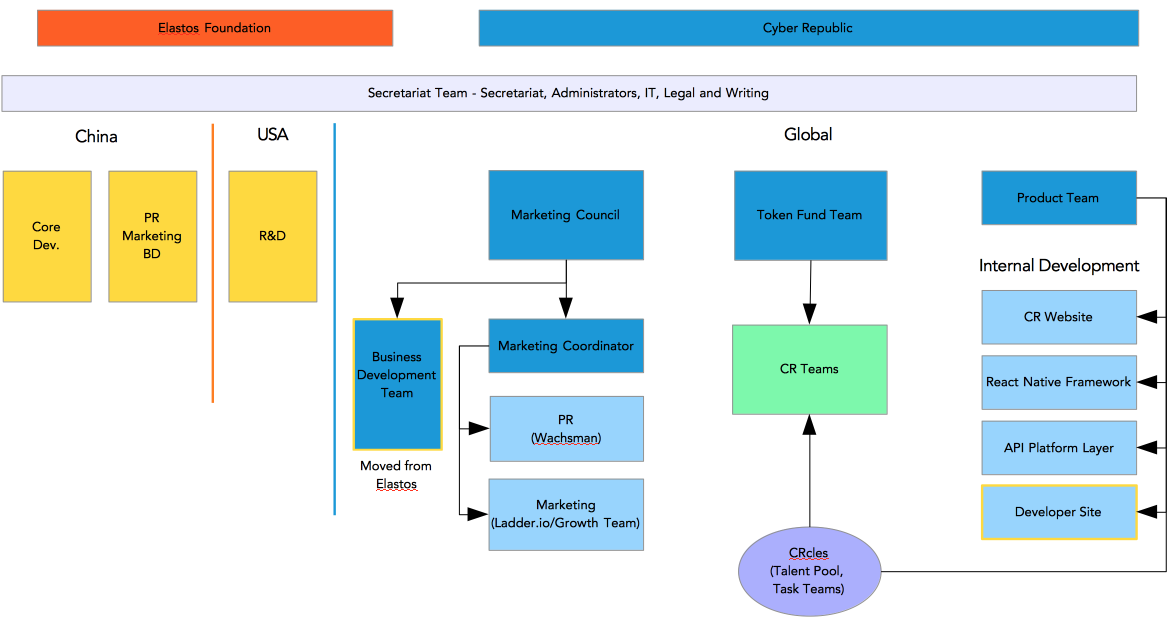 Elastos Foundation
Cyber Republic
Secretariat Team - Secretariat, Administrators, IT, Legal and Writing
China
USA
Global
Core
Dev.
PR
Marketing
BD
R&D
Marketing Council
Token Fund Team
Product Team
Internal Development
Business
Development
Team
Moved from
Elastos
Marketing Coordinator
PR
(Wachsman)
Marketing
(Ladder.io/Growth Team)
CR Teams
CRcles
(Talent Pool,
Task Teams)
CR Website
React Native Framework
API Platform Layer
Developer Site